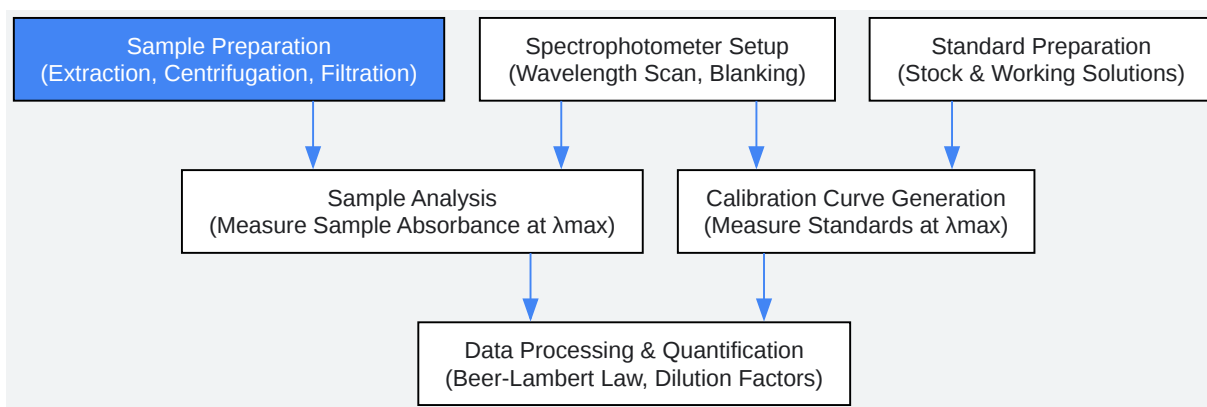 Sample Preparation
(Extraction, Centrifugation, Filtration)
Spectrophotometer Setup
(Wavelength Scan, Blanking)
Standard Preparation
(Stock & Working Solutions)
Sample Analysis
(Measure Sample Absorbance at λmax)
Calibration Curve Generation
(Measure Standards at λmax)
Data Processing & Quantification
(Beer-Lambert Law, Dilution Factors)